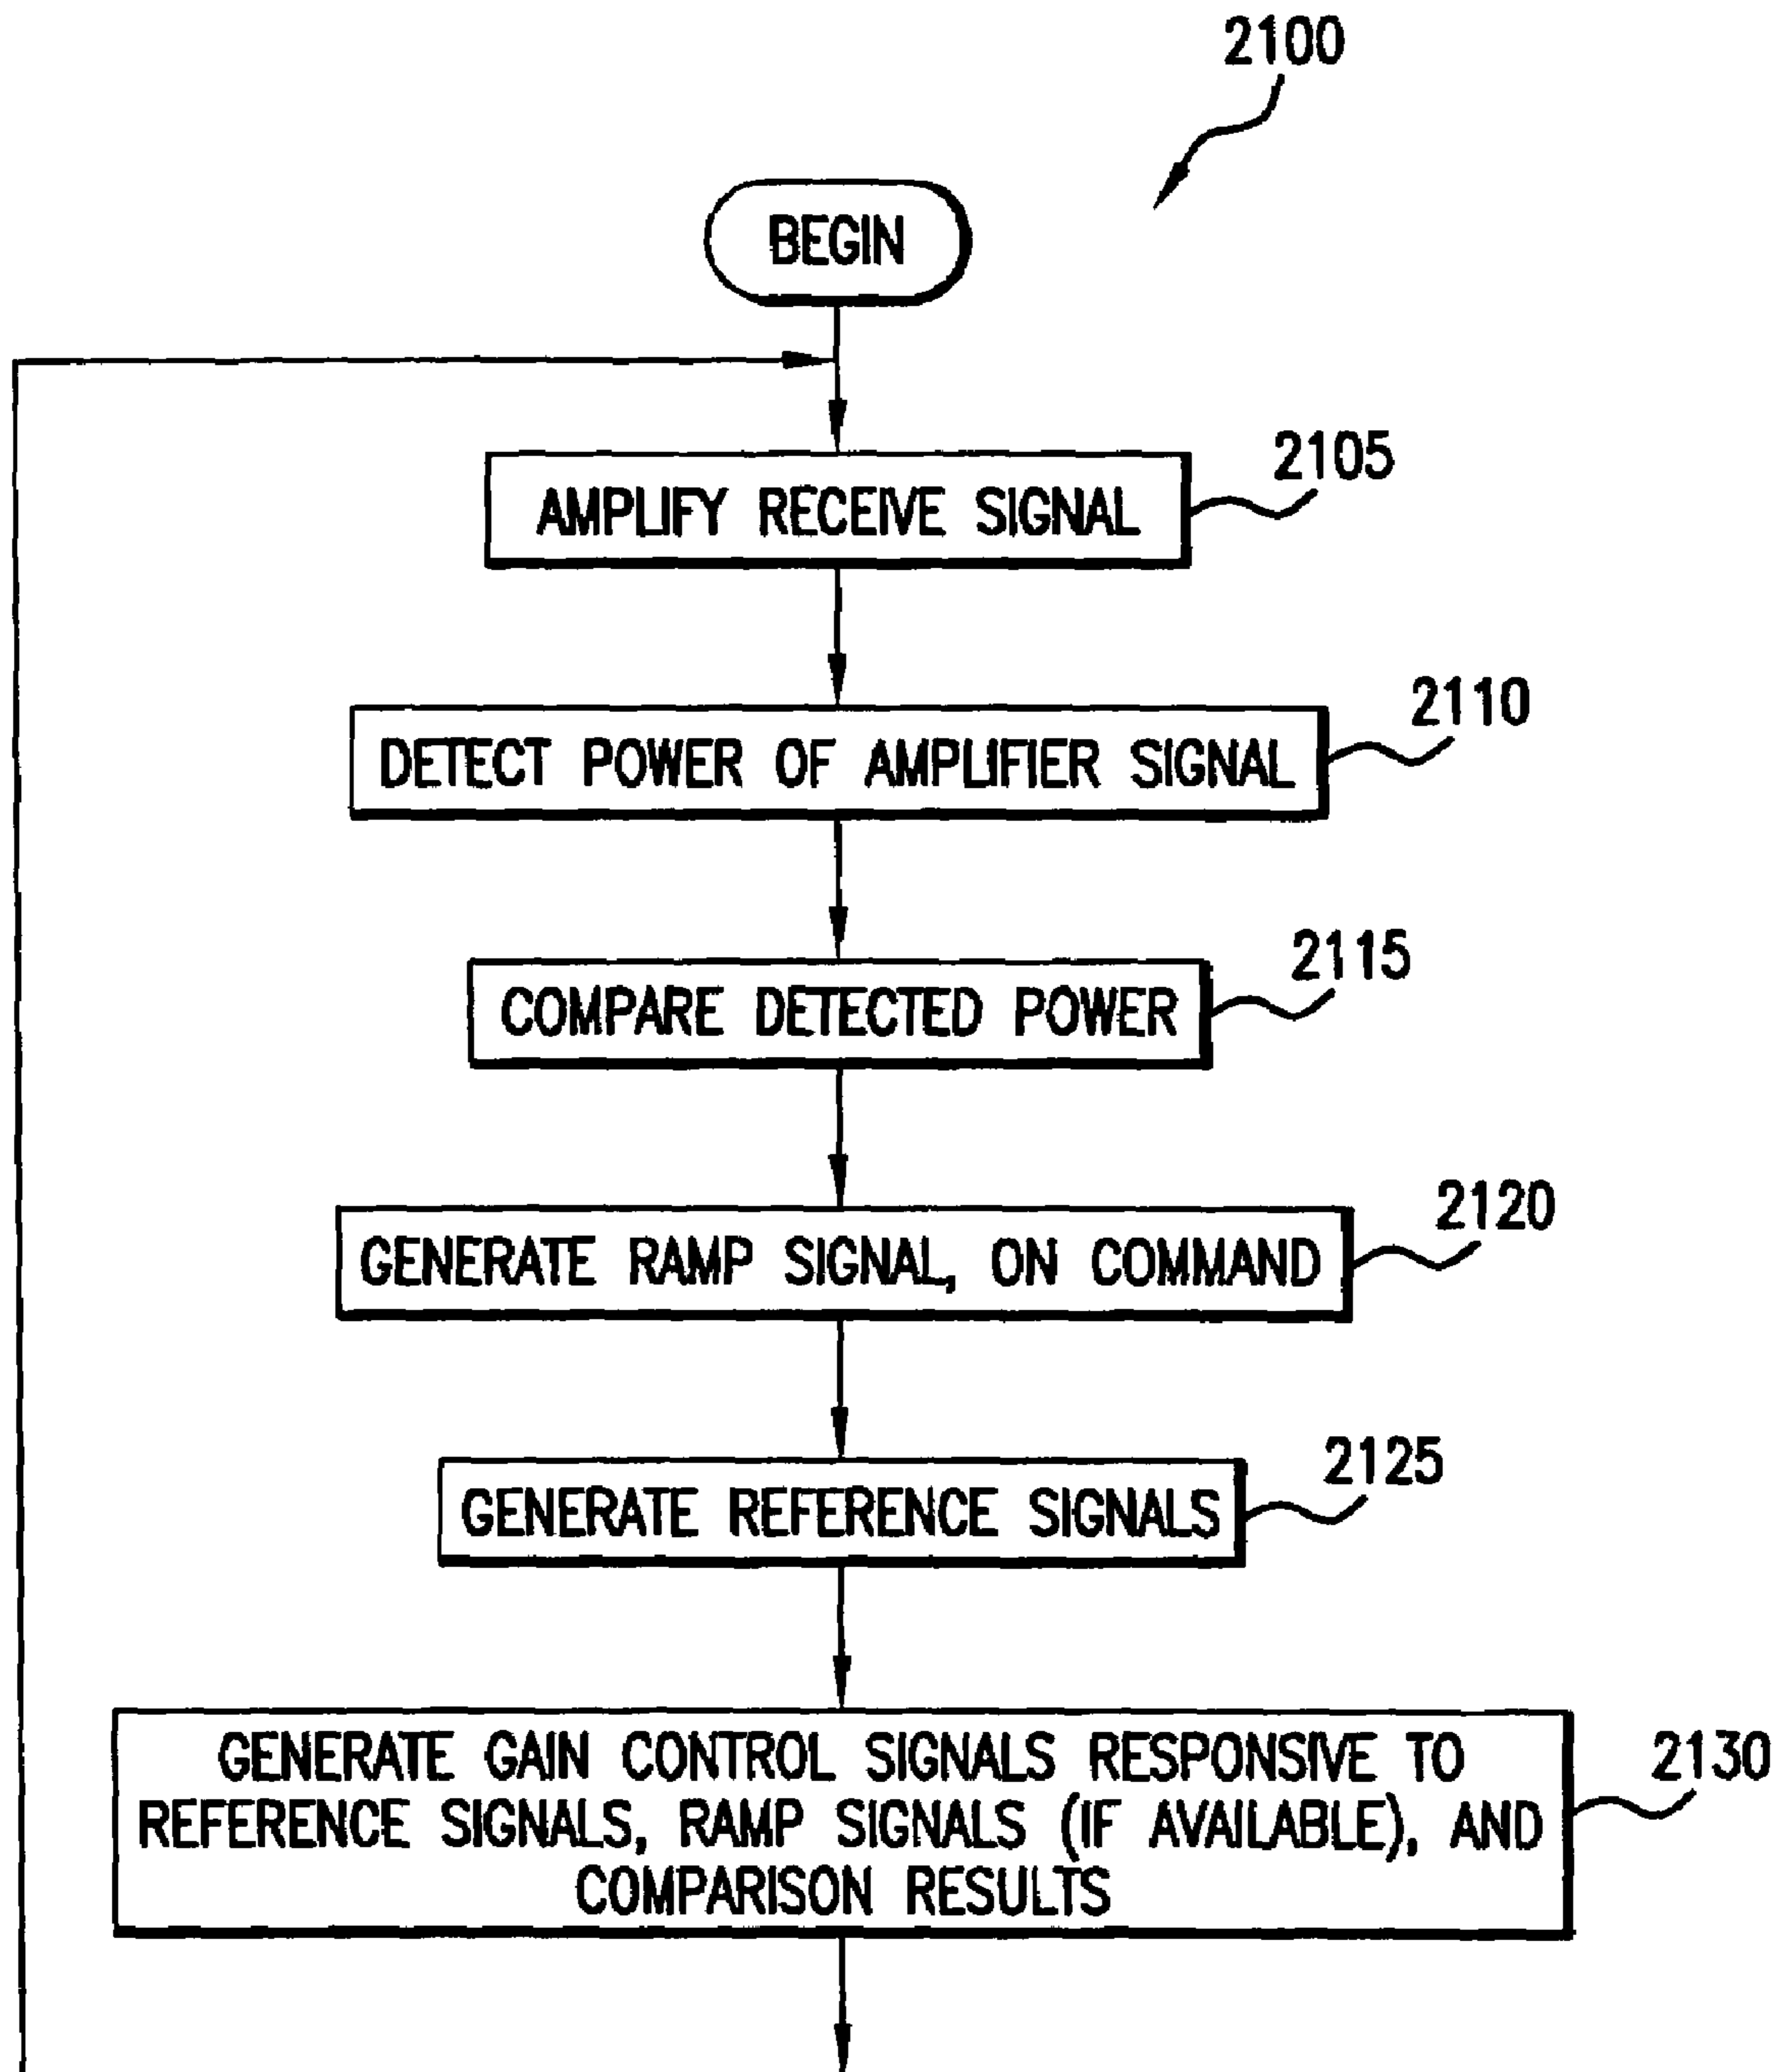 2100
BEGIN
2105
AMPLIFY RECEIVE SIGNAL
2110
DETECT POWER OF AMPLIFIER SIGNAL
2115
COMPARE DETECTED POWER
2120
GENERATE RAMP SIGNAL, ON COMMAND
2125
GENERATE REFERENCE SIGNALS
2130
GENERATE GAIN CONTROL SIGNALS RESPONSIVE TO
REFERENCE SIGNALS, RAMP SIGNALS (IF AVAILABLE), AND
COMPARISON RESULTS